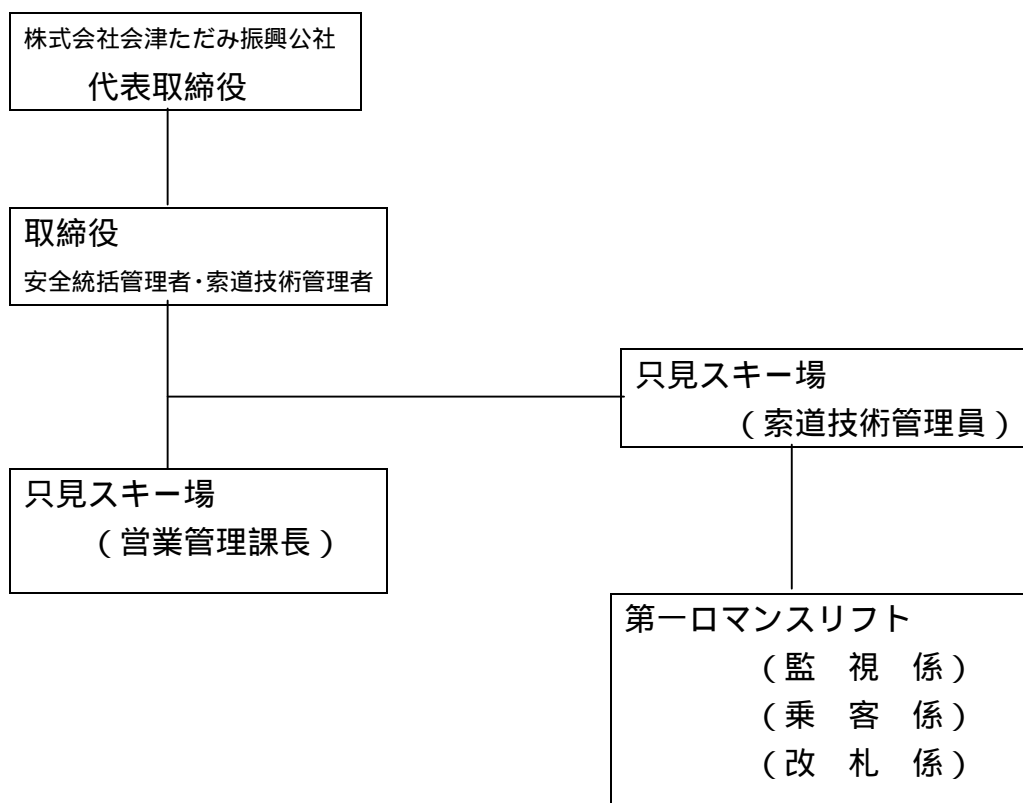 株式会社会津ただみ振興公社
代表取締役
取締役
安全統括管理者・索道技術管理者
只見スキー場
（索道技術管理員）
只見スキー場
（営業管理課長）
第一ロマンスリフト
（監　視　係）
（乗　客　係）
（改　札　係）